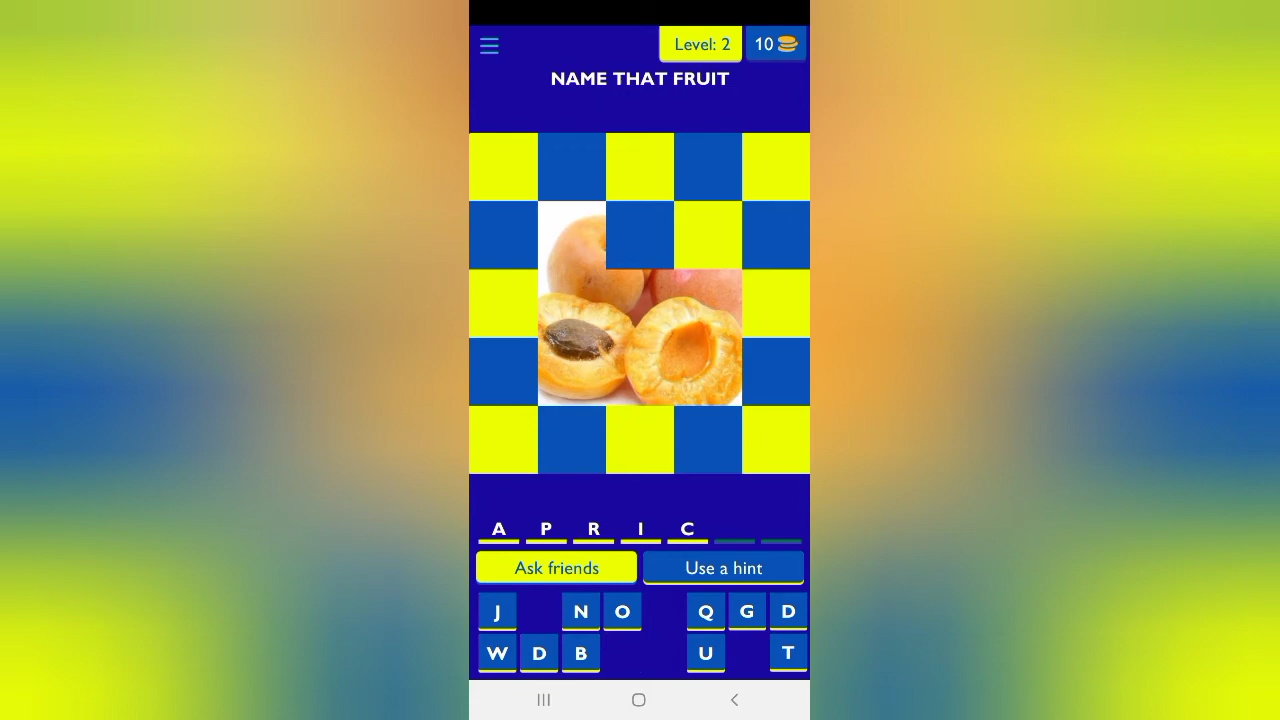 Level: 2
10
NAME THAT FRUIT
A P R I C
Ask friends
Use a hint
J N O Q G D
W D B U T